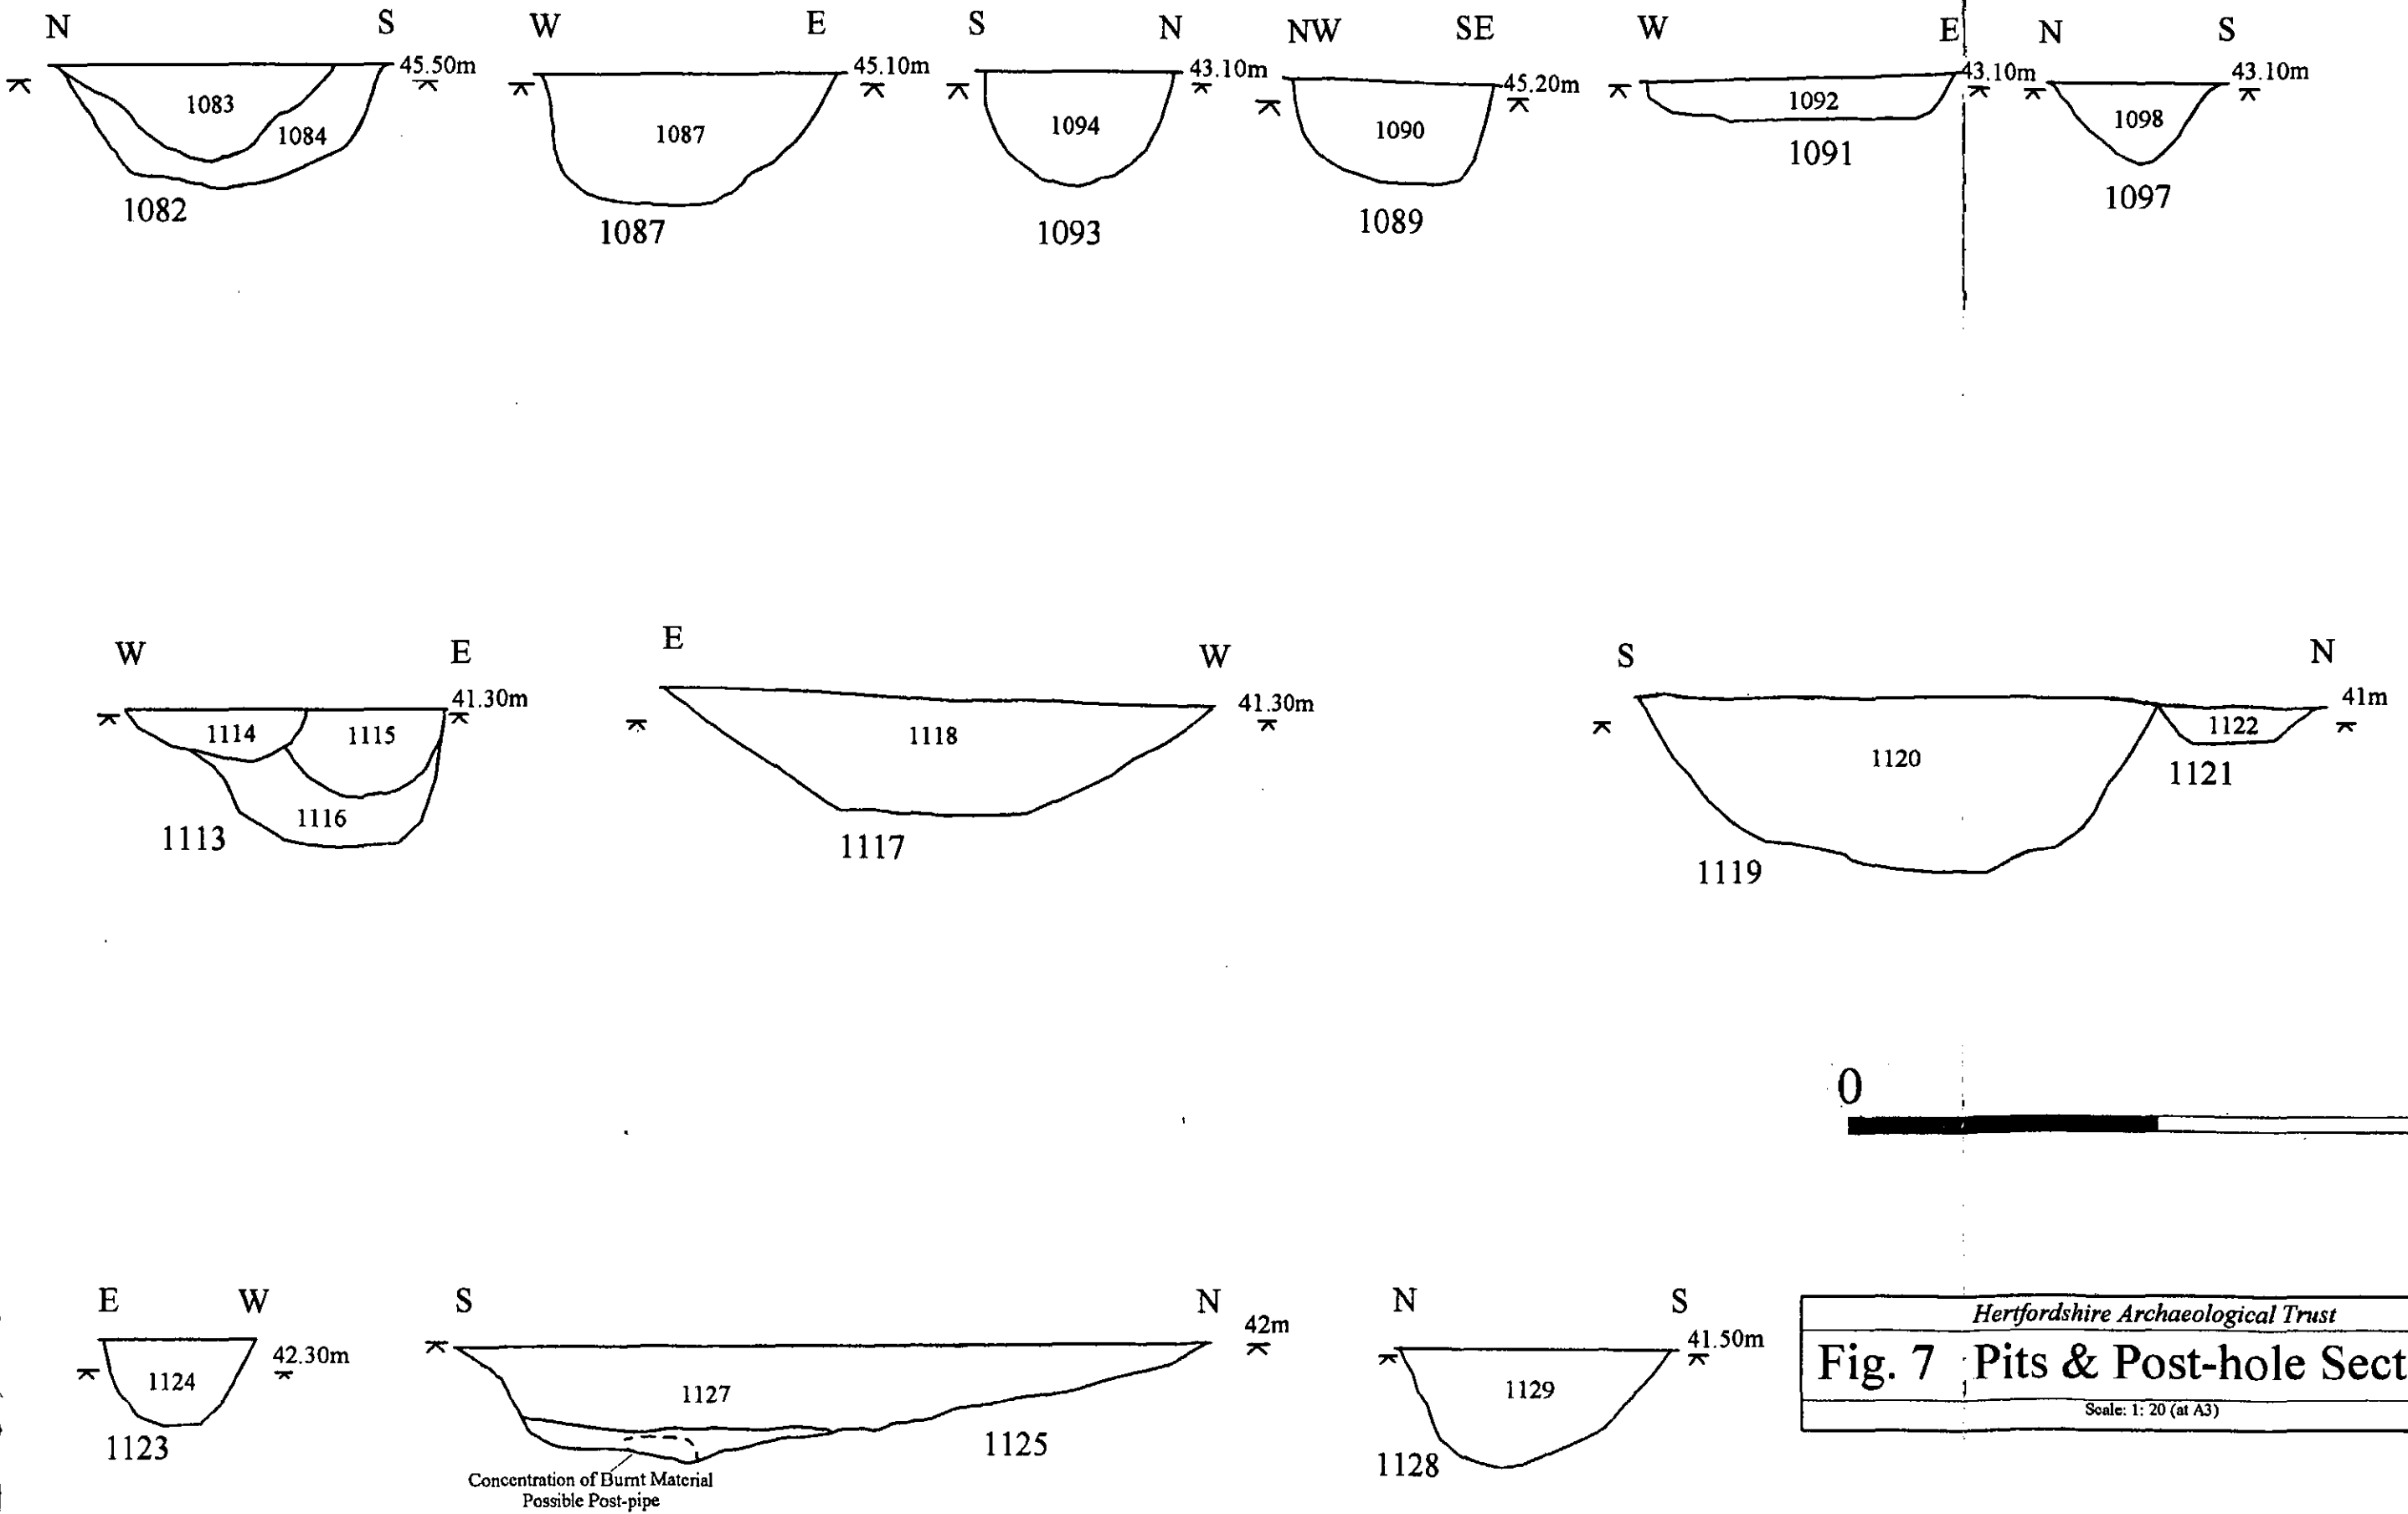 N S W E S N NW SE W E N S
45.50m 45.10m 43.10m 45.20m 43.10m 43.10m
1083 1084 1087 1094 1090 1092 1098
1082 1087 1093 1089 1091 1097
W E E W S N
41.30m 41.30m 41m
1114 1115 1118 1120 1122
1116
1113 1117 1119 1121
0
E W S N N S
42.30m 42m 41.50m
1124 1127 1129
1123 1125 1128
Concentration of Burnt Material
Possible Post-pipe
Hertfordshire Archaeological Trust
Fig. 7 Pits & Post-hole Sect
Scale: 1: 20 (at A3)